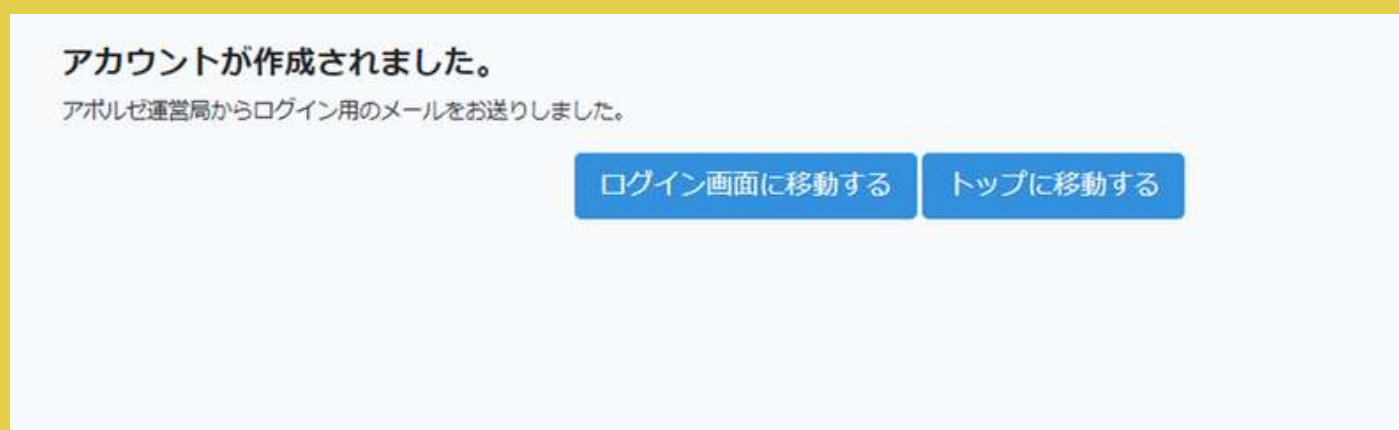 アカウントが作成されました。
アポルゼ運営局からログイン用のメールをお送りしました。
ログイン画面に移動する トップに移動する